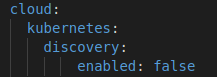 cloud:
  kubernetes:
    discovery:
      enabled: false